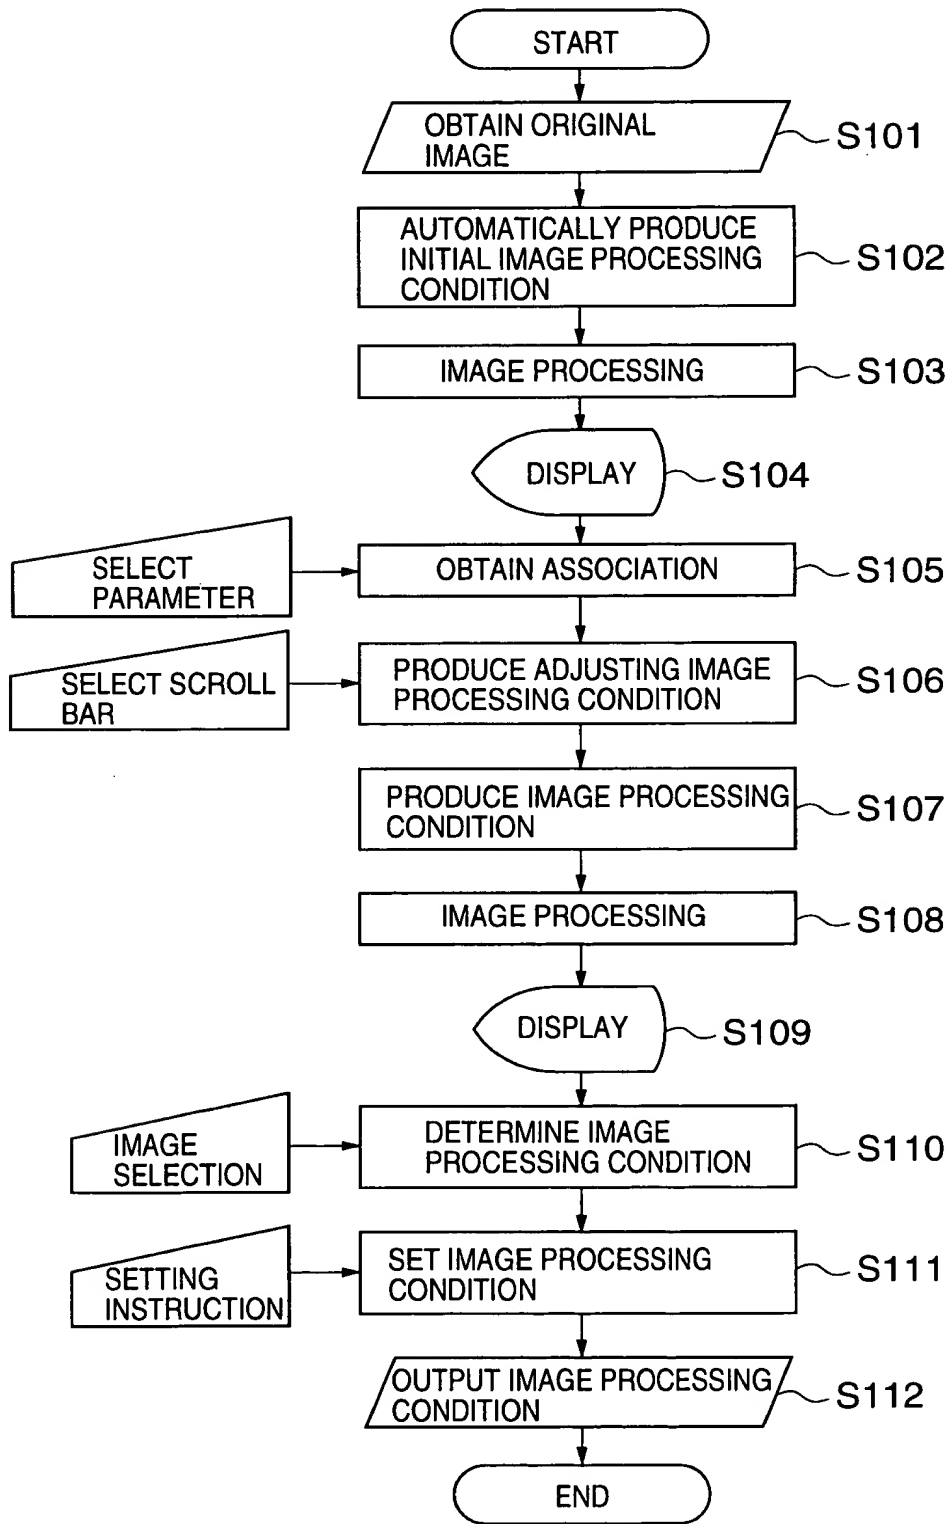 START
OBTAIN ORIGINAL
IMAGE
S101
AUTOMATICALLY PRODUCE
INITIAL IMAGE PROCESSING
CONDITION
S102
IMAGE PROCESSING
S103
DISPLAY
S104
SELECT
PARAMETER
OBTAIN ASSOCIATION
S105
SELECT SCROLL
BAR
PRODUCE ADJUSTING IMAGE
PROCESSING CONDITION
S106
PRODUCE IMAGE PROCESSING
CONDITION
S107
IMAGE PROCESSING
S108
DISPLAY
S109
IMAGE
SELECTION
DETERMINE IMAGE
PROCESSING CONDITION
S110
SETTING
INSTRUCTION
SET IMAGE PROCESSING
CONDITION
S111
OUTPUT IMAGE PROCESSING
CONDITION
S112
END